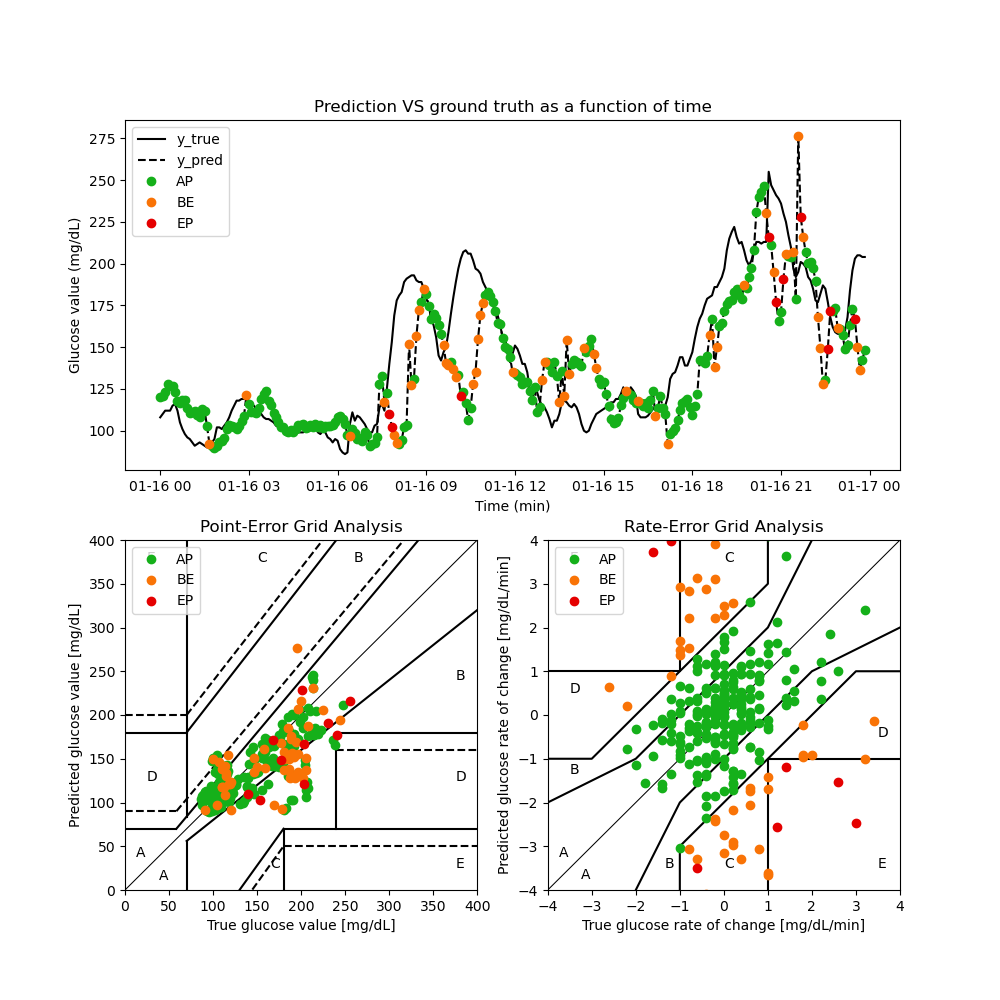 Prediction VS ground truth as a function of time
Glucose value (mg/dL)
275
250
225
200
175
150
125
100
y_true
y_pred
AP
BE
EP
01-16 00 01-16 03 01-16 06 01-16 09 01-16 12 01-16 15 01-16 18 01-16 21 01-17 00
Time (min)
Point-Error Grid Analysis
Predicted glucose value [mg/dL]
400
350
300
250
200
150
100
50
0
AP
BE
EP
C B
B
D D
A
A C E
0 50 100 150 200 250 300 350 400
True glucose value [mg/dL]
Rate-Error Grid Analysis
Predicted glucose rate of change [mg/dL/min]
4
3
2
1
0
−1
−2
−3
−4
AP
BE
EP
C
D
D
B
A
A B C E
−4 −3 −2 −1 0 1 2 3 4
True glucose rate of change [mg/dL/min]